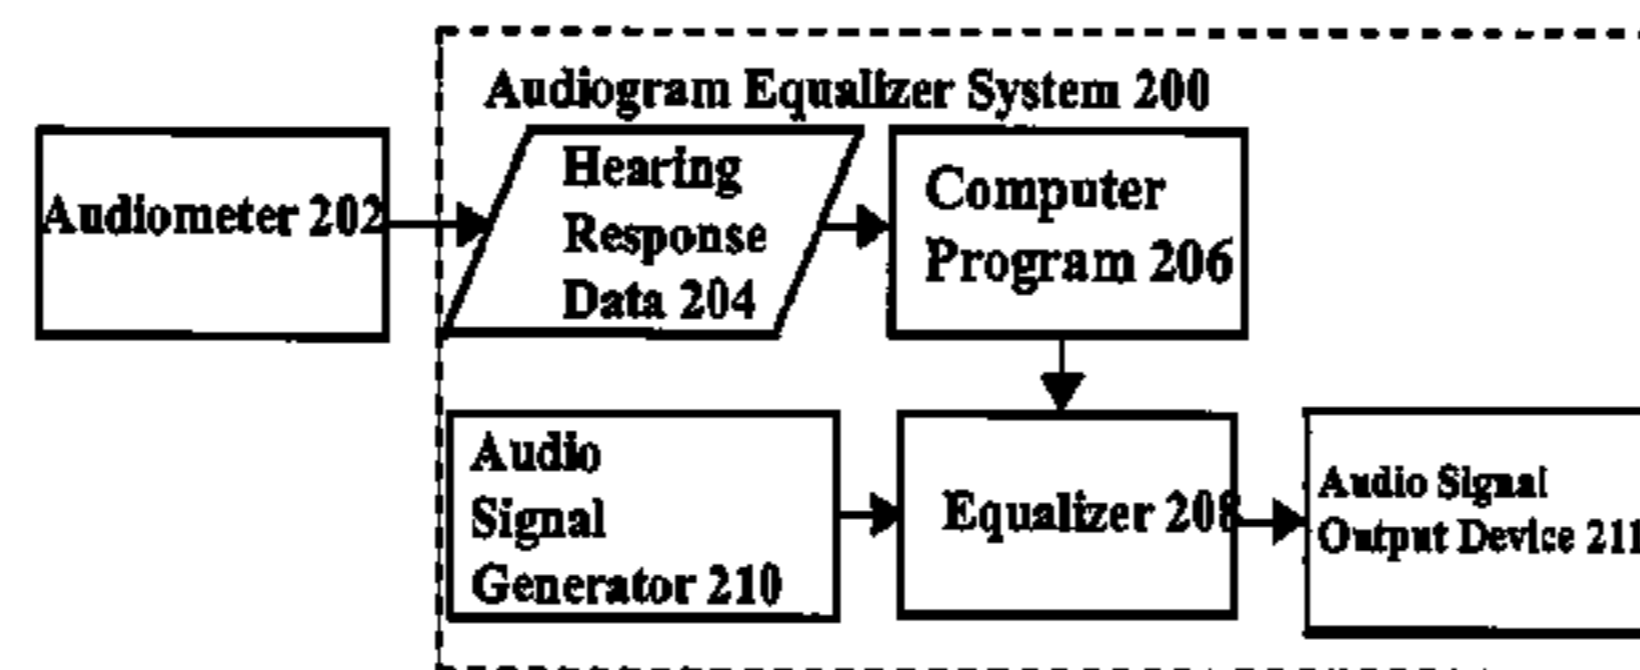 Audiogram Equalizer System 200
Audiometer 202
Hearing
Response
Data 204
Computer
Program 206
Audio
Signal
Generator 210
Equalizer 208
Audio Signal
Output Device 211